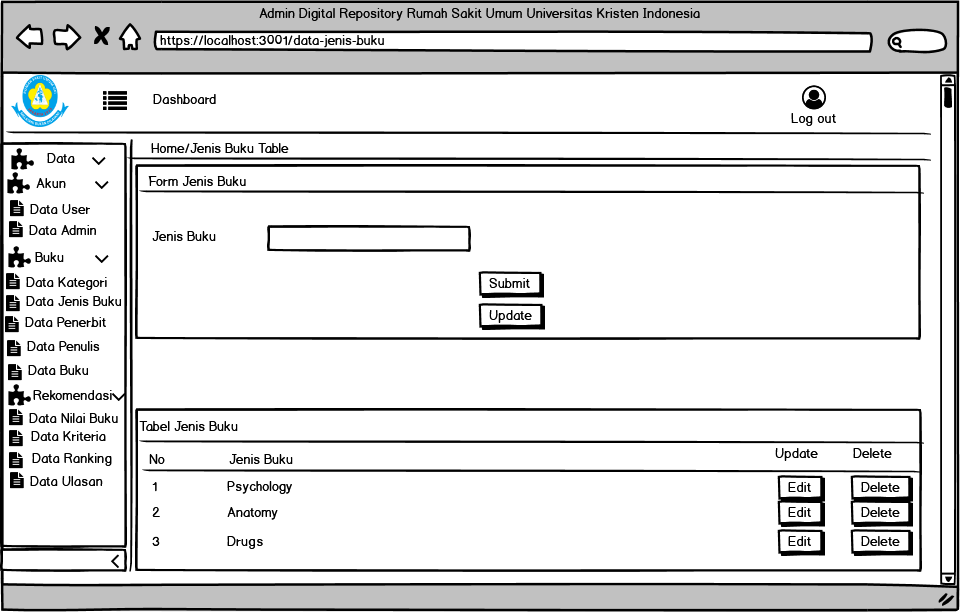 Admin Digital Repository Rumah Sakit Umum Universitas Kristen Indonesia
https://localhost:3001/data-jenis-buku
Dashboard
Log out
Data
Akun
Data User
Data Admin
Buku
Data Kategori
Data Jenis Buku
Data Penerbit
Data Penulis
Data Buku
Rekomendasi
Data Nilai Buku
Data Kriteria
Data Ranking
Data Ulasan
Home/Jenis Buku Table
Form Jenis Buku
Jenis Buku
Submit
Update
Tabel Jenis Buku
No Jenis Buku Update Delete
1 Psychology Edit Delete
2 Anatomy Edit Delete
3 Drugs Edit Delete